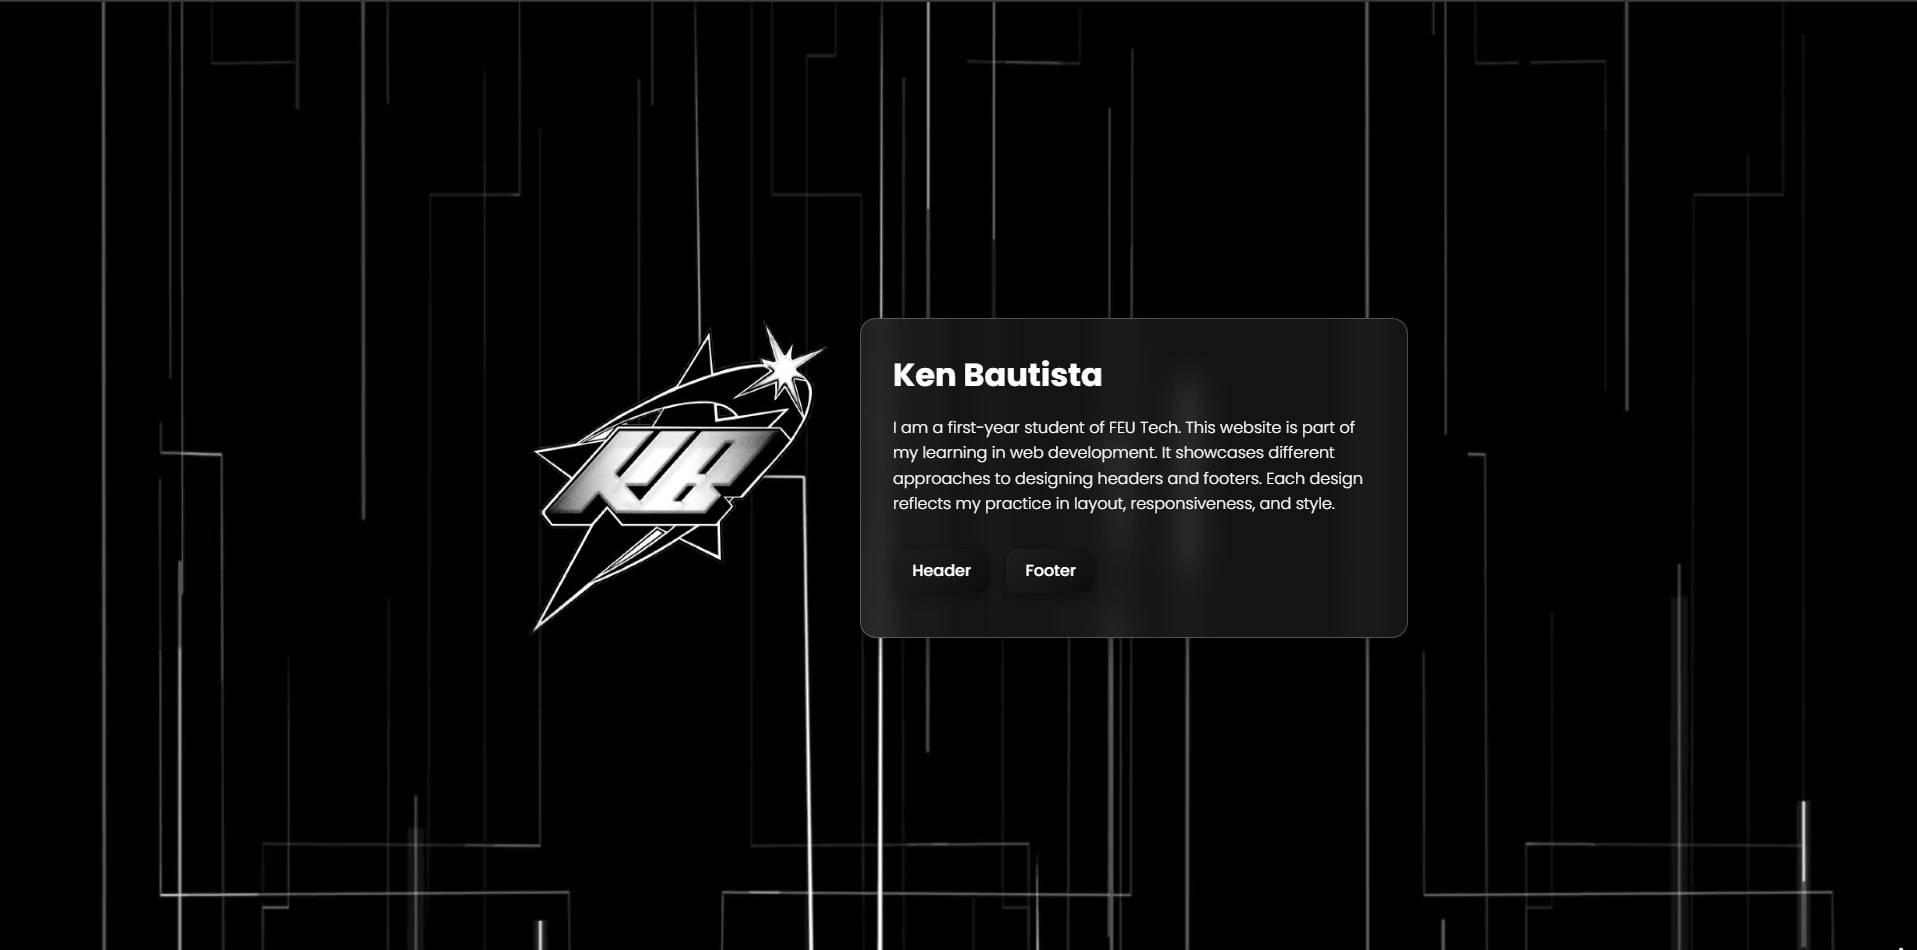 KB
Ken Bautista
I am a first-year student of FEU Tech. This website is part of
my learning in web development. It showcases different
approaches to designing headers and footers. Each design
reflects my practice in layout, responsiveness, and style.
Header
Footer